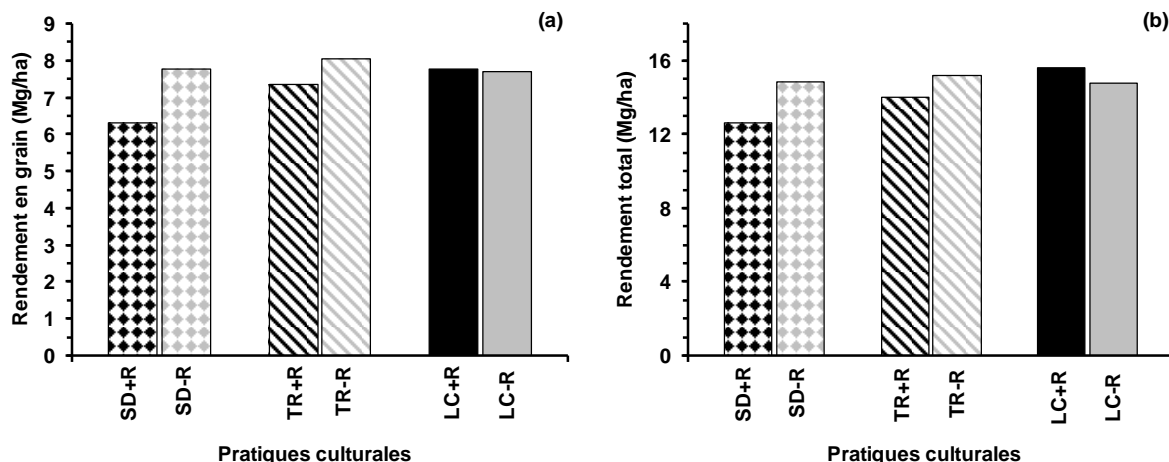 (a)
Rendement en grain (Mg/ha)
9
8
7
6
5
4
3
2
1
0
SD+R
SD-R
TR+R
TR-R
LC+R
LC-R
Pratiques culturales
(b)
Rendement total (Mg/ha)
16
12
8
4
0
SD+R
SD-R
TR+R
TR-R
LC+R
LC-R
Pratiques culturales